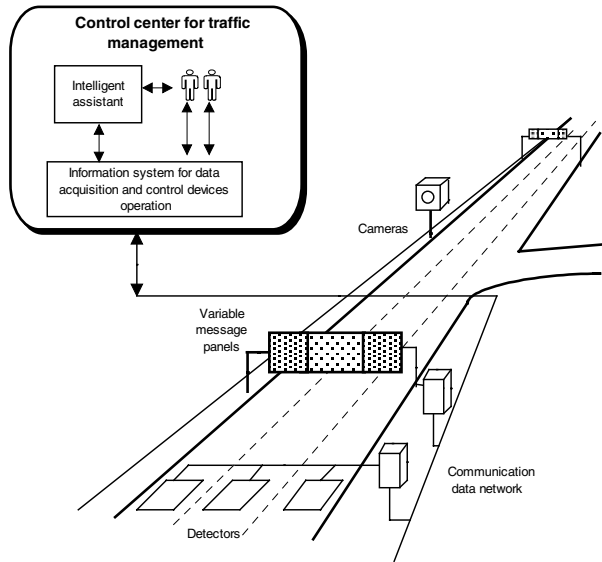 Control center for traffic
management
Intelligent
assistant
Information system for data
acquisition and control devices
operation
Cameras
Variable
message
panels
Communication
data network
Detectors